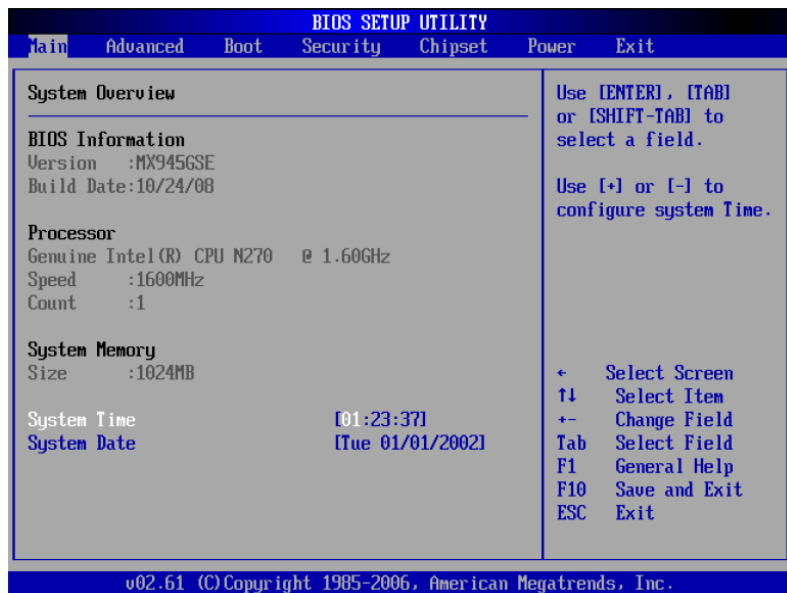 BIOS SETUP UTILITY
Main Advanced Boot Security Chipset Power Exit
System Overview
BIOS Information
Version :MX945GSE
Build Date:10/24/08
Processor
Genuine Intel(R) CPU N270 @ 1.60GHz
Speed :1600MHz
Count :1
System Memory
Size :1024MB
System Time [01:23:37]
System Date [Tue 01/01/2002]
Use [ENTER], [TAB]
or [SHIFT-TAB] to
select a field.
Use [+] or [-] to
configure system Time.
← Select Screen
↑↓ Select Item
+- Change Field
Tab Select Field
F1 General Help
F10 Save and Exit
ESC Exit
v02.61 (C)Copyright 1985-2006, American Megatrends, Inc.